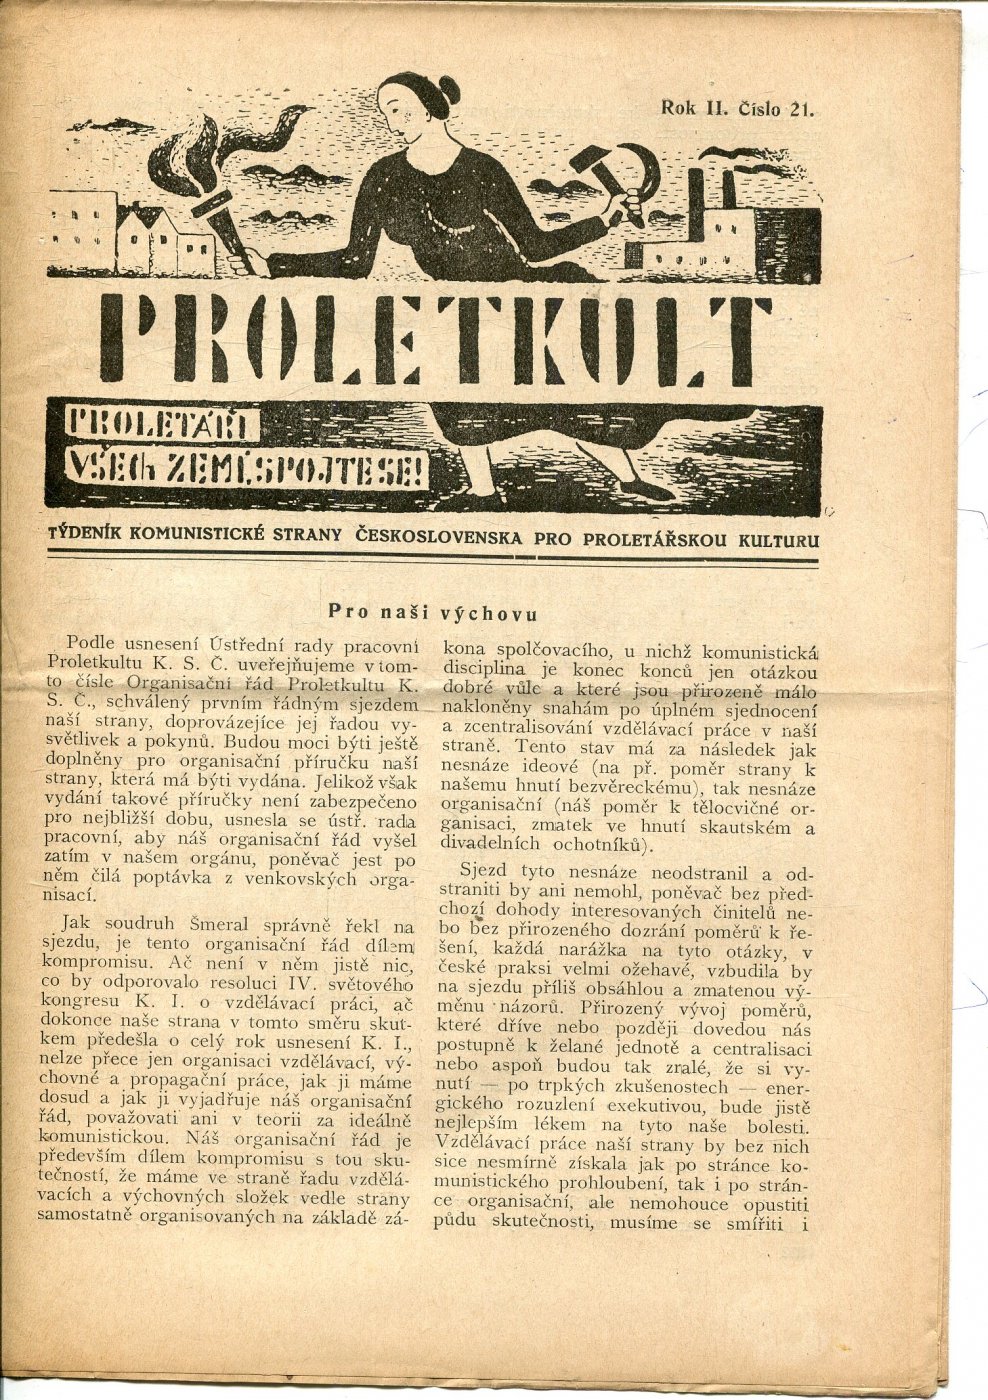 Rok II. Číslo 21.
PROLETKULT
PROLETÁŘI
VŠECH ZEMÍ, SPOJTE SE!
TÝDENÍK KOMUNISTICKÉ STRANY ČESKOSLOVENSKA PRO PROLETÁŘSKOU KULTURU
Pro naši výchovu
Podle usnesení Ústřední rady pracovní
Proletkultu K. S. Č. uveřejňujeme v tom-
to čísle Organisační řád Proletkultu K.
S. Č., schválený prvním řádným sjezdem
naší strany, doprovázejíce jej řadou vy-
světlivek a pokynů. Budou moci býti ještě
doplněny pro organisační příručku naší
strany, která má býti vydána. Jelikož však
vydání takové příručky není zabezpečeno
pro nejbližší dobu, usnesla se ústř. rada
pracovní, aby náš organisační řád vyšel
zatím v našem orgánu, poněvač jest po
něm čilá poptávka z venkovských orga-
nisací.
Jak soudruh Šmeral správně řekl na
sjezdu, je tento organisační řád dílem
kompromisu. Ač není v něm jistě nic,
co by odporovalo resoluci IV. světového
kongresu K. I. o vzdělávací práci, ač
dokonce naše strana v tomto směru skut-
kem předešla o celý rok usnesení K. I.,
nelze přece jen organisaci vzdělávací, vý-
chovné a propagační práce, jak ji máme
dosud a jak ji vyjadřuje náš organisační
řád, považovati ani v teorii za ideálně
komunistickou. Náš organisační řád je
především dílem kompromisu s tou sku-
tečností, že máme ve straně řadu vzdělá-
vacích a výchovných složek vedle strany
samostatně organisovaných na základě zá-
kona spolčovacího, u nichž komunistická
disciplina je konec konců jen otázkou
dobré vůle a které jsou přirozeně málo
nakloněny snahám po úplném sjednocení
a zcentralisování vzdělávací práce v naší
straně. Tento stav má za následek jak
nesnáze ideové (na př. poměr strany k
našemu hnutí bezvěreckému), tak nesnáze
organisační (náš poměr k tělocvičné or-
ganisaci, zmatek ve hnutí skautském a
divadelních ochotníků).
Sjezd tyto nesnáze neodstranil a od-
straniti by ani nemohl, poněvač bez před-
chozí dohody interesovaných činitelů ne-
bo bez přirozeného dozrání poměrů k ře-
šení, každá narážka na tyto otázky, v
české praksi velmi ožehavé, vzbudila by
na sjezdu příliš obsáhlou a zmatenou vý-
měnu názorů. Přirozený vývoj poměrů,
které dříve nebo později dovedou nás
postupně k želané jednotě a centralisaci
nebo aspoň budou tak zralé, že si vy-
nutí — po trpkých zkušenostech — ener-
gického rozuzlení exekutivou, bude jistě
nejlepším lékem na tyto naše bolesti.
Vzdělávací práce naší strany by bez nich
sice nesmírně získala jak po stránce ko-
munistického prohloubení, tak i po strán-
ce organisační, ale nemohouce opustiti
půdu skutečnosti, musíme se smířiti i